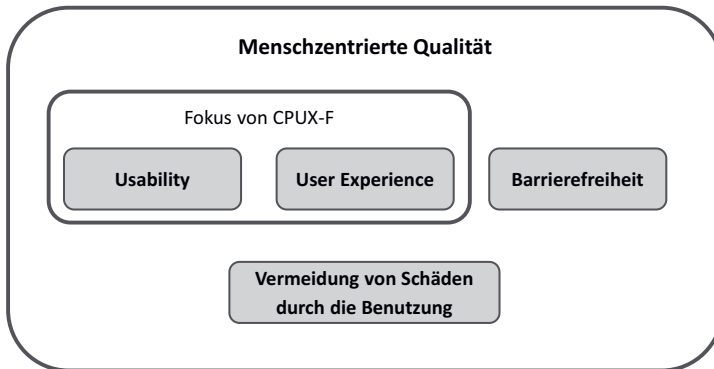 Menschzentrierte Qualität
Fokus von CPUX-F
Usability
User Experience
Barrierefreiheit
Vermeidung von Schäden
durch die Benutzung